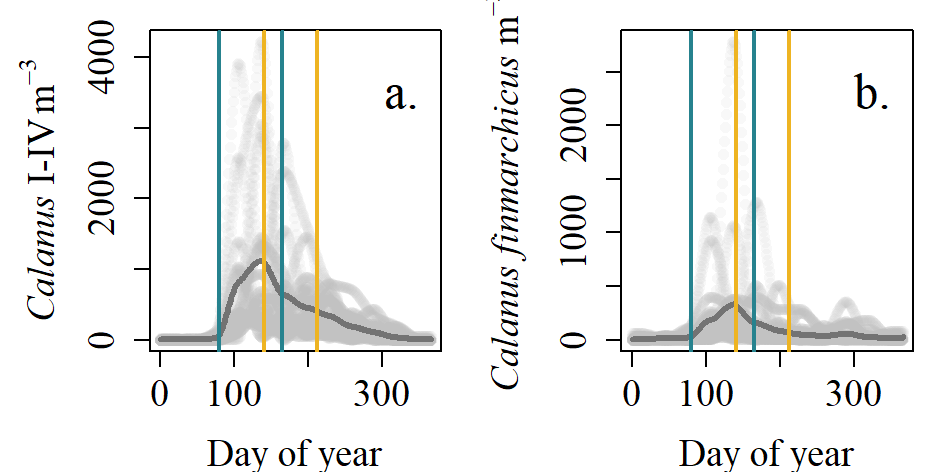 Calanus I-IV m⁻³
0 2000 4000
a.
0 100 300
Day of year
Calanus finmarchicus m⁻
0 1000 2000
b.
0 100 300
Day of year